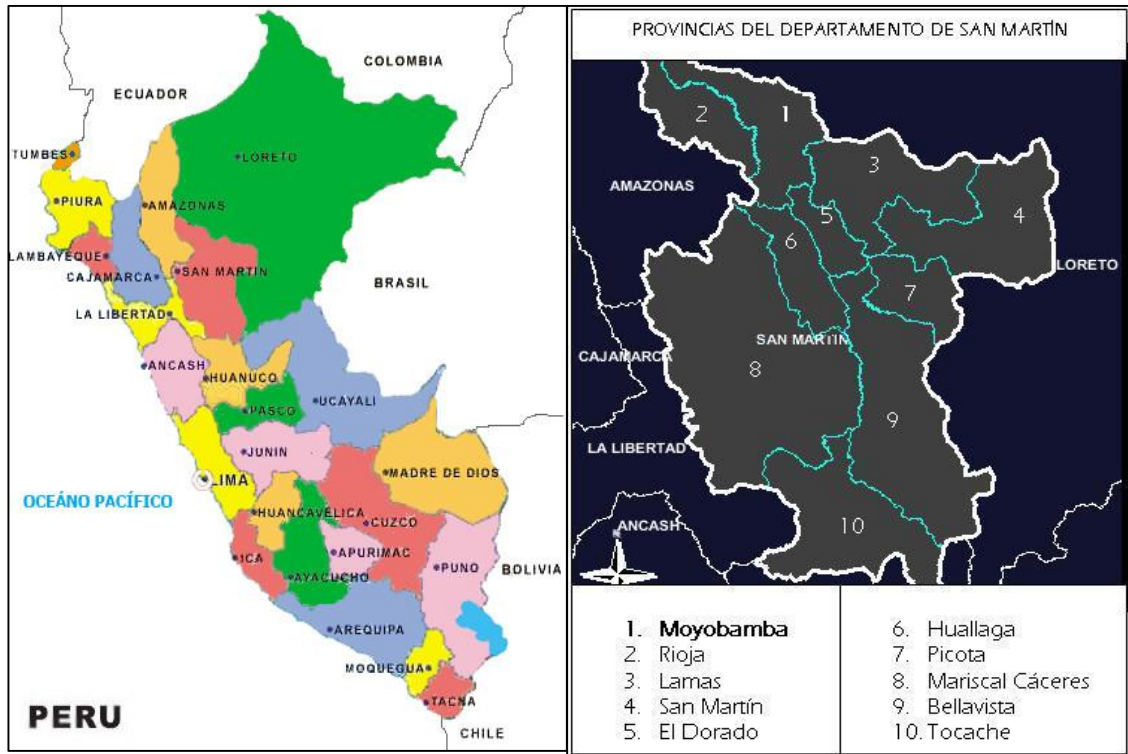 COLOMBIA
ECUADOR
TUMBES
LORETO
PIURA
AMAZONAS
LAMBAYEQUE
CAJAMARCA
SAN MARTIN
BRASIL
LA LIBERTAD
ANCASH
HUANUCO
UCAYALI
PASCO
JUNIN
MADRE DE DIOS
LIMA
OCEÁNO PACÍFICO
HUANCAVELICA
CUZCO
ICA
APURIMAC
PUNO
BOLIVIA
AYACUCHO
AREQUIPA
MOQUEGUA
TACNA
PERU
CHILE
PROVINCIAS DEL DEPARTAMENTO DE SAN MARTÍN
2
1
3
AMAZONAS
4
5
6
LORETO
7
SAN MARTIN
CAJAMARCA
8
9
LA LIBERTAD
ANCASH
10
N
1. Moyobamba
2. Rioja
3. Lamas
4. San Martín
5. El Dorado
6. Huallaga
7. Picota
8. Mariscal Cáceres
9. Bellavista
10. Tocache